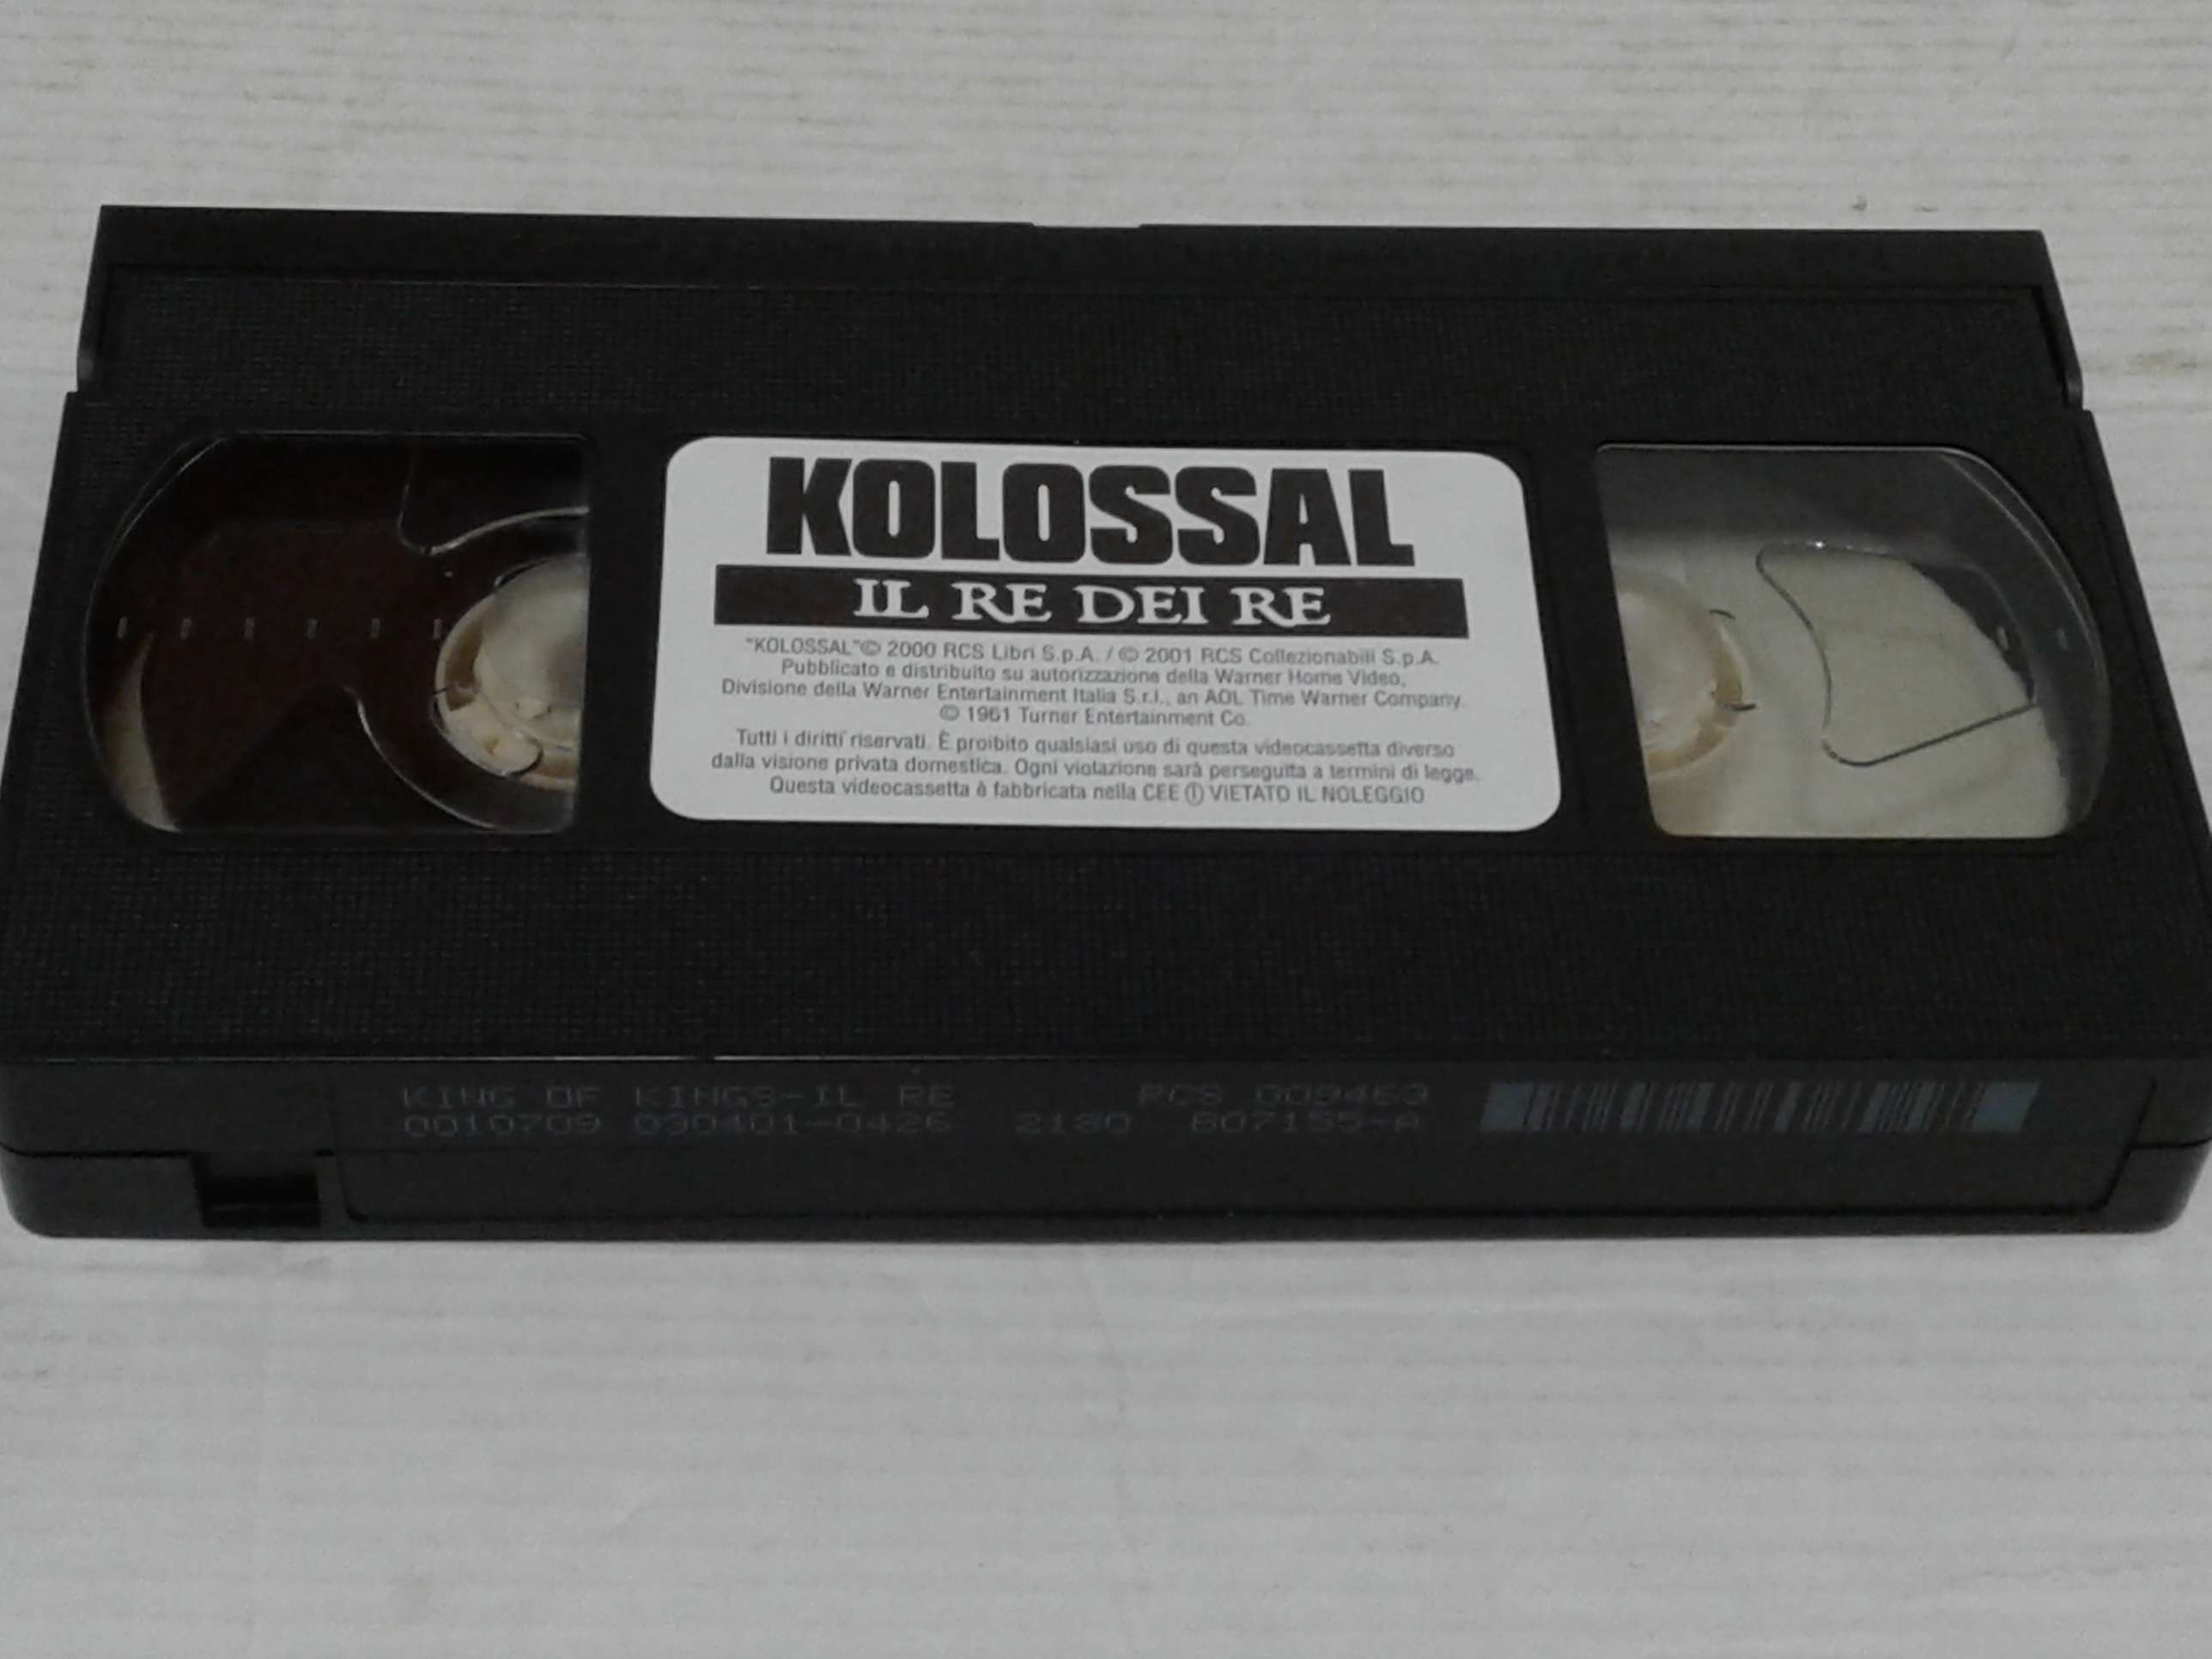 KOLOSSAL
IL RE DEI RE
"KOLOSSAL"© 2000 RCS Libri S.p.A. / © 2001 RCS Collezionabili S.p.A.
Pubblicato e distribuito su autorizzazione della Warner Home Video,
Divisione della Warner Entertainment Italia S.r.l., an AOL Time Warner Company.
© 1961 Turner Entertainment Co.
Tutti i diritti riservati. È proibito qualsiasi uso di questa videocassetta diverso
dalla visione privata domestica. Ogni violazione sarà perseguita a termini di legge.
Questa videocassetta è fabbricata nella CEE Ⓘ VIETATO IL NOLEGGIO
KING OF KINGS-IL RE RCS
0010709 090401-0426 2180 807155-A